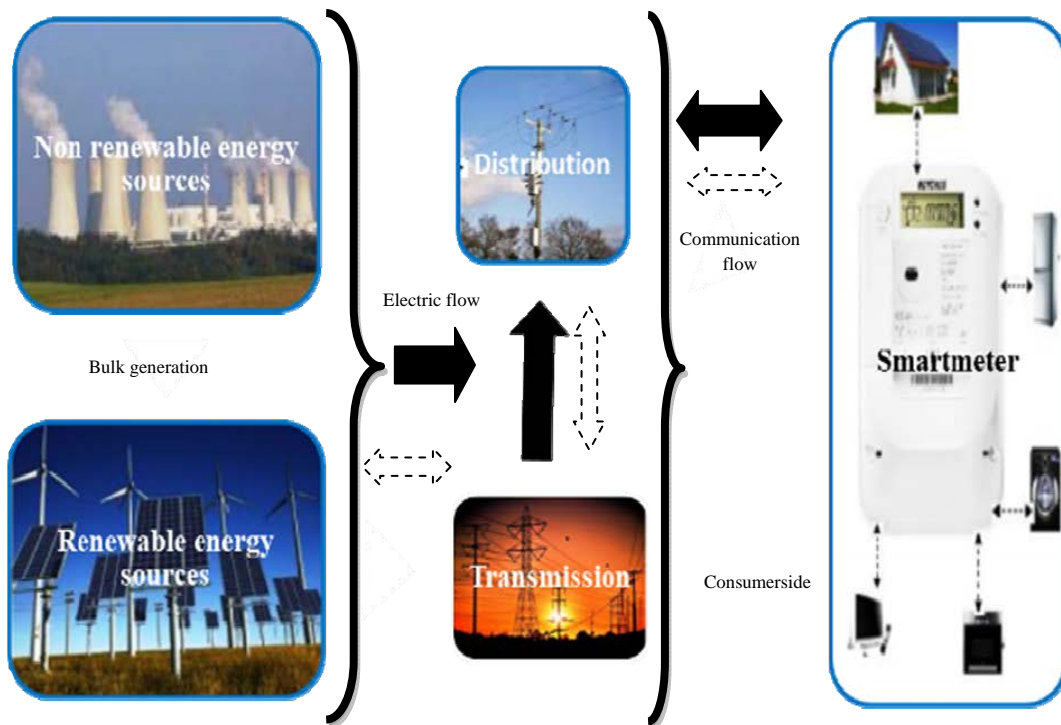 Non renewable energy
sources
Bulk generation
Renewable energy
sources
Electric flow
Distribution
Transmission
Communication
flow
Consumerside
Smartmeter